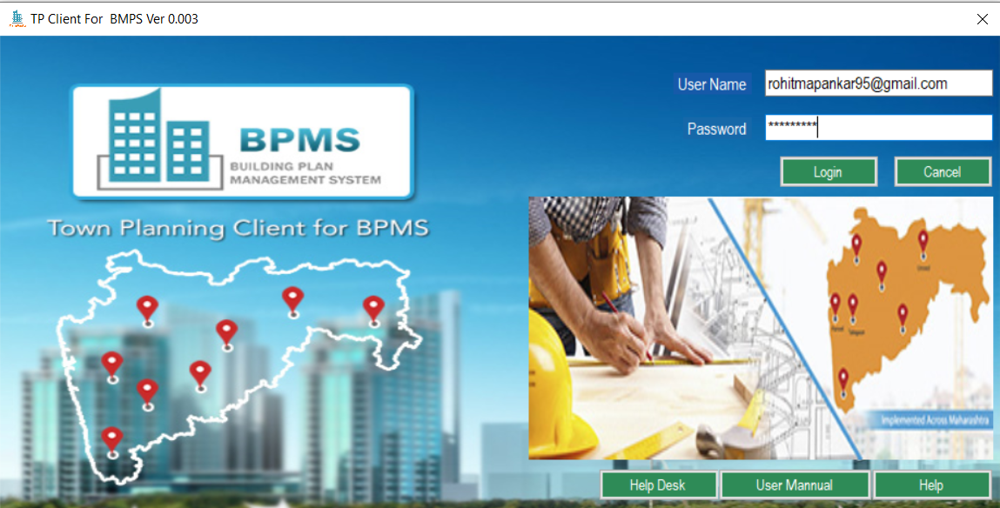 TP Client For BMPS Ver 0.003
User Name
rohitmapankar95@gmail.com
Password
*********
Login
Cancel
BPMS
BUILDING PLAN
MANAGEMENT SYSTEM
Town Planning Client for BPMS
Implemented Across Maharashtra
Help Desk
User Mannual
Help